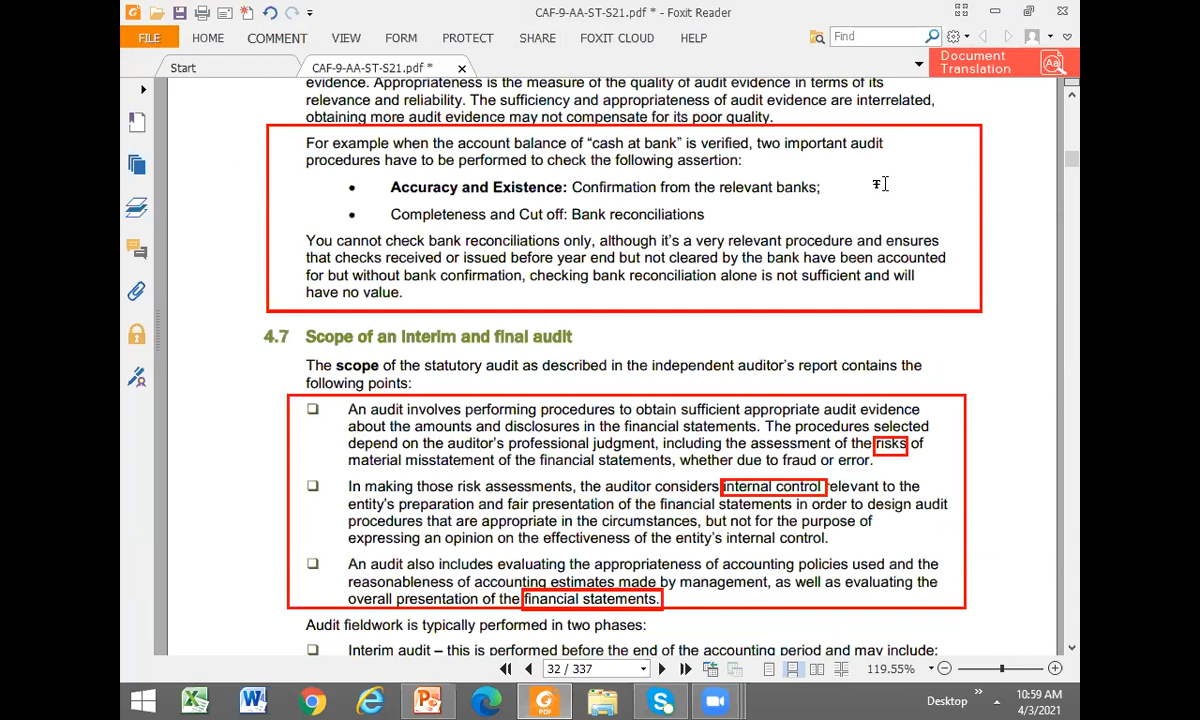 CAF-9-AA-ST-S21.pdf * - Foxit Reader
FILE HOME COMMENT VIEW FORM PROTECT SHARE FOXIT CLOUD HELP Find
Start CAF-9-AA-ST-S21.pdf * Document
Translation
evidence. Appropriateness is the measure of the quality of audit evidence in terms of its
relevance and reliability. The sufficiency and appropriateness of audit evidence are interrelated,
obtaining more audit evidence may not compensate for its poor quality.
For example when the account balance of “cash at bank” is verified, two important audit
procedures have to be performed to check the following assertion:
• Accuracy and Existence: Confirmation from the relevant banks;
• Completeness and Cut off: Bank reconciliations
You cannot check bank reconciliations only, although it’s a very relevant procedure and ensures
that checks received or issued before year end but not cleared by the bank have been accounted
for but without bank confirmation, checking bank reconciliation alone is not sufficient and will
have no value.
4.7 Scope of an interim and final audit
The scope of the statutory audit as described in the independent auditor’s report contains the
following points:
❑ An audit involves performing procedures to obtain sufficient appropriate audit evidence
about the amounts and disclosures in the financial statements. The procedures selected
depend on the auditor’s professional judgment, including the assessment of the risks of
material misstatement of the financial statements, whether due to fraud or error.
❑ In making those risk assessments, the auditor considers internal control relevant to the
entity’s preparation and fair presentation of the financial statements in order to design audit
procedures that are appropriate in the circumstances, but not for the purpose of
expressing an opinion on the effectiveness of the entity’s internal control.
❑ An audit also includes evaluating the appropriateness of accounting policies used and the
reasonableness of accounting estimates made by management, as well as evaluating the
overall presentation of the financial statements.
Audit fieldwork is typically performed in two phases:
❑ Interim audit – this is performed before the end of the accounting period and may include:
32 / 337 119.55%
Desktop 10:59 AM
4/3/2021